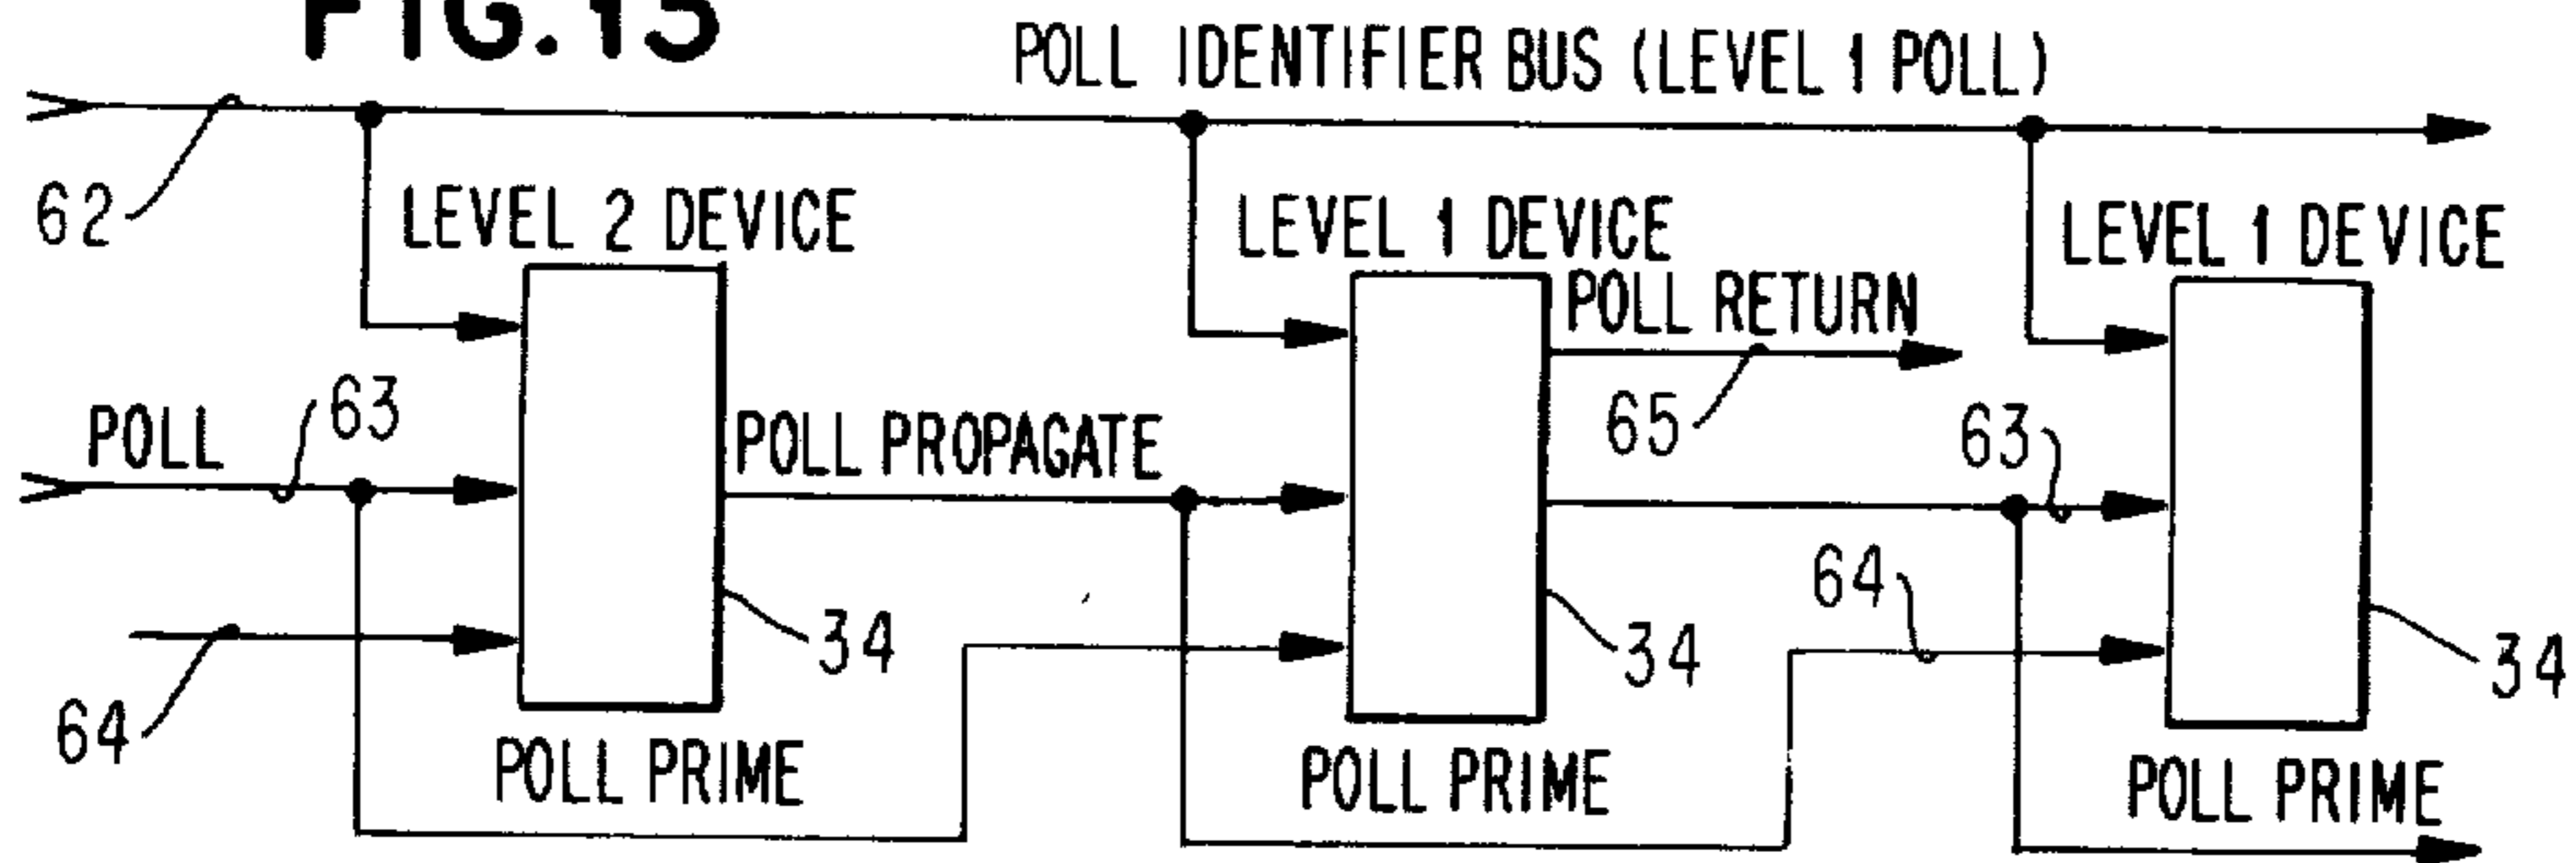 FIG.13
POLL IDENTIFIER BUS (LEVEL 1 POLL)
62
LEVEL 2 DEVICE
LEVEL 1 DEVICE
LEVEL 1 DEVICE
POLL RETURN
POLL
63
POLL PROPAGATE
65
63
64
34
34
34
64
POLL PRIME
POLL PRIME
POLL PRIME